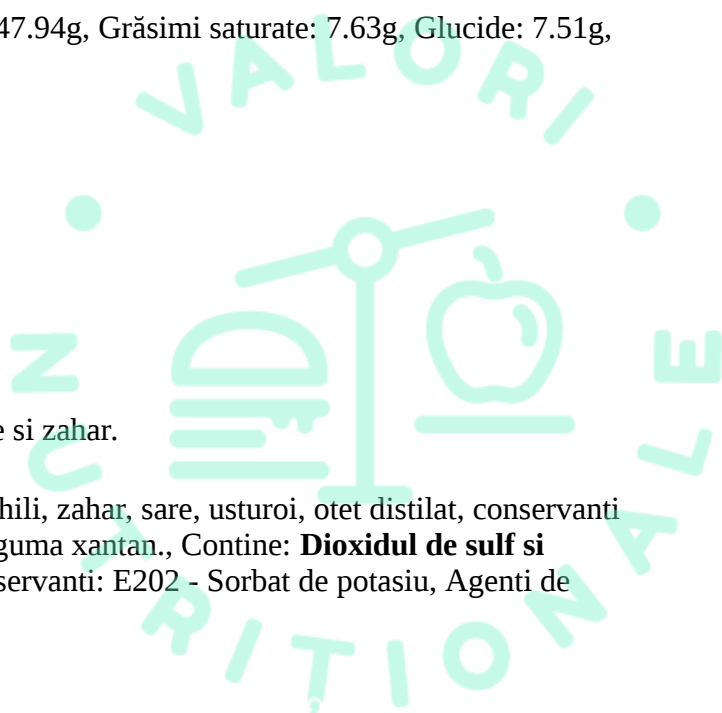 47.94g, Grăsimi saturate: 7.63g, Glucide: 7.51g,
VALORI
NUTRIȚIONALE
e si zahar.
hili, zahar, sare, usturoi, otet distilat, conservanti
guma xantan., Contine: Dioxidul de sulf si
servanti: E202 - Sorbat de potasiu, Agenti de